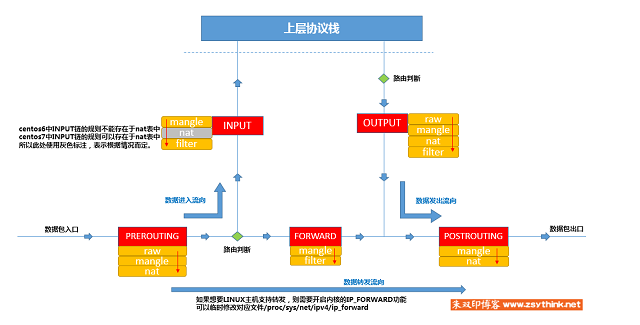 上层协议栈
路由判断
mangle
nat
filter
INPUT
OUTPUT
raw
mangle
nat
filter
centos6中INPUT链的规则不能存在于nat表中
centos7中INPUT链的规则可以存在于nat表中
所以此处使用灰色标注，表示根据情况而定。
数据进入流向
数据发出流向
数据包入口
PREROUTING
raw
mangle
nat
路由判断
FORWARD
mangle
filter
POSTROUTING
mangle
nat
数据包出口
数据转发流向
如果想要LINUX主机支持转发，则需要开启内核的IP_FORWARD功能
可以临时修改对应文件/proc/sys/net/ipv4/ip_forward
朱双印博客 www.zsythink.net